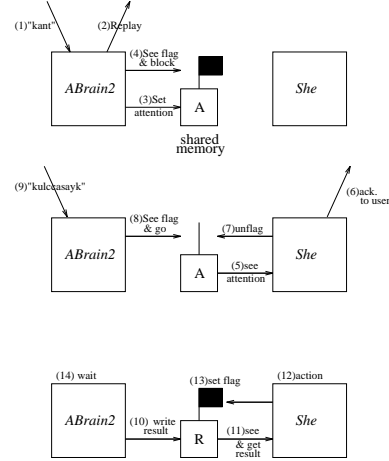 (1)"kant"
(2)Replay
(4)See flag
& block
ABrain2
(3)Set
attention
A
She
shared
memory
(9)"kulccasayk"
(6)ack.
to user
(8)See flag
& go
(7)unflag
ABrain2
A
(5)see
attention
She
(14) wait
(13)set flag
(12)action
ABrain2
(10) write
result
R
(11)see
& get
result
She